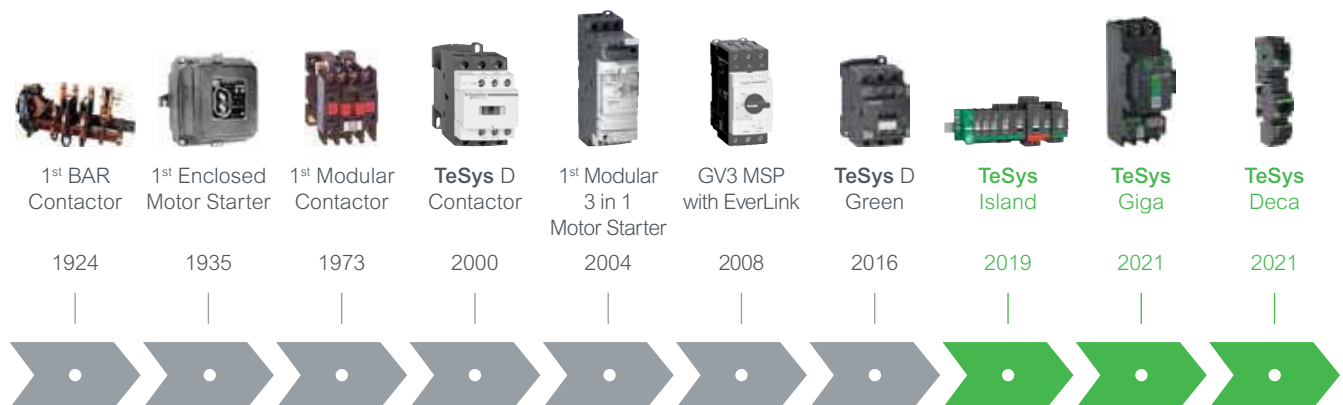 1st BAR
Contactor
1924
1st Enclosed
Motor Starter
1935
1st Modular
Contactor
1973
TeSys D
Contactor
2000
1st Modular
3 in 1
Motor Starter
2004
GV3 MSP
with EverLink
2008
TeSys D
Green
2016
TeSys
Island
2019
TeSys
Giga
2021
TeSys
Deca
2021